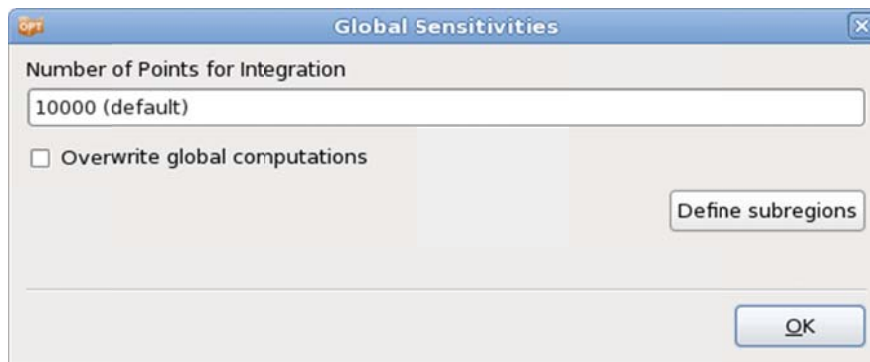 OPT
Global Sensitivities
Number of Points for Integration
10000 (default)
Overwrite global computations
Define subregions
OK